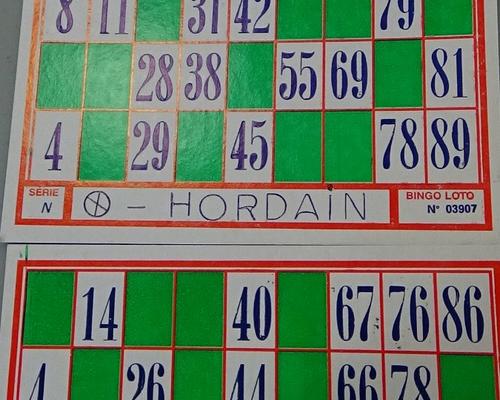 8 11 31 42 79
28 38 55 69 81
4 29 45 78 89
SÉRIE
N
Ⓧ - HORDAIN
BINGO LOTO
N° 03907
14 40 67 76 86
4 26 44 66 78